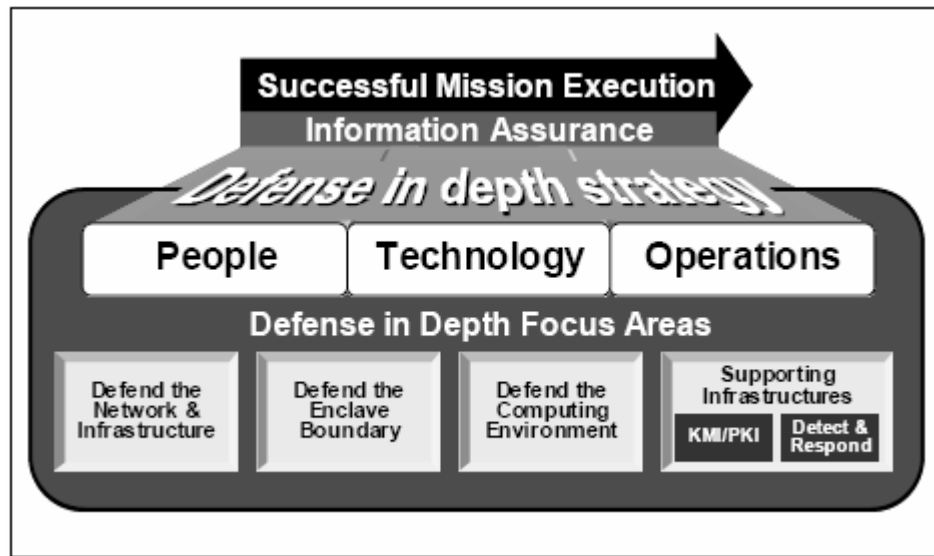 Successful Mission Execution
Information Assurance
Defense in depth strategy
People
Technology
Operations
Defense in Depth Focus Areas
Defend the
Network &
Infrastructure
Defend the
Enclave
Boundary
Defend the
Computing
Environment
Supporting
Infrastructures
KMI/PKI
Detect &
Respond